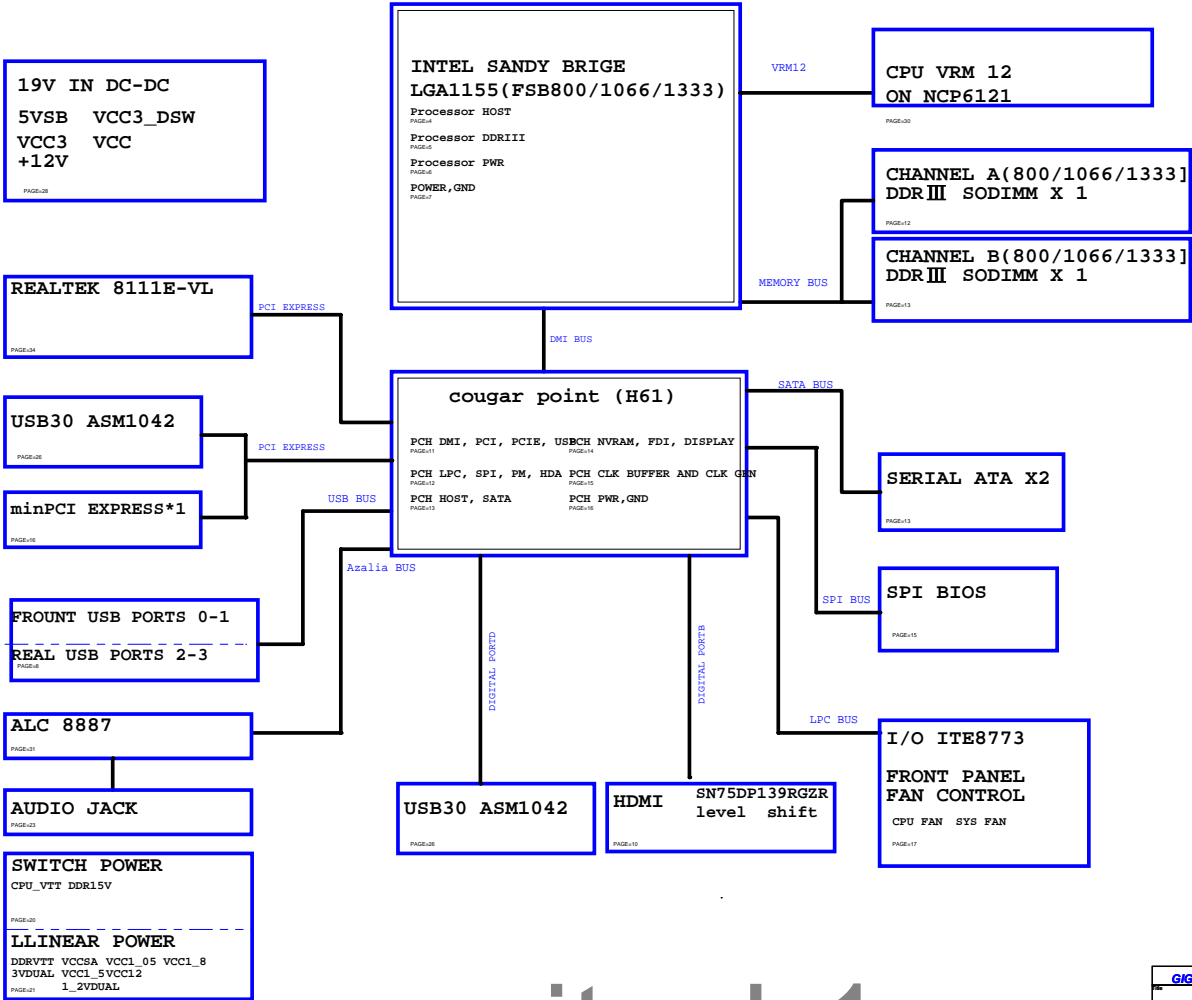 19V IN DC-DC
5VSB VCC3_DSW
VCC3 VCC
+12V
PAGE=28
INTEL SANDY BRIGE
LGA1155(FSB800/1066/1333)
Processor HOST
PAGE=4
Processor DDRIII
PAGE=5
Processor PWR
PAGE=6
POWER,GND
PAGE=7
VRM12
CPU VRM 12
ON NCP6121
PAGE=30
CHANNEL A(800/1066/1333]
DDRⅢ SODIMM X 1
PAGE=12
MEMORY BUS
CHANNEL B(800/1066/1333]
DDRⅢ SODIMM X 1
PAGE=13
REALTEK 8111E-VL
PAGE=34
PCI EXPRESS
DMI BUS
USB30 ASM1042
PAGE=26
PCI EXPRESS
minPCI EXPRESS*1
PAGE=16
USB BUS
cougar point (H61)
PCH DMI, PCI, PCIE, USB
PAGE=11
PCH NVRAM, FDI, DISPLAY
PAGE=14
PCH LPC, SPI, PM, HDA
PAGE=12
PCH CLK BUFFER AND CLK GEN
PAGE=15
PCH HOST, SATA
PAGE=13
PCH PWR,GND
PAGE=16
SATA BUS
SERIAL ATA X2
PAGE=13
Azalia BUS
FROUNT USB PORTS 0-1
REAL USB PORTS 2-3
PAGE=8
SPI BUS
SPI BIOS
PAGE=15
DIGITAL PORTD
DIGITAL PORTB
ALC 8887
PAGE=31
AUDIO JACK
PAGE=23
LPC BUS
I/O ITE8773
FRONT PANEL
FAN CONTROL
CPU FAN SYS FAN
PAGE=17
USB30 ASM1042
PAGE=26
HDMI SN75DP139RGZR
level shift
PAGE=10
SWITCH POWER
CPU_VTT DDR15V
PAGE=20
LLINEAR POWER
DDRVTT VCCSA VCC1_05 VCC1_8
3VDUAL VCC1_5VCC12
1_2VDUAL
PAGE=21
GIG
Title